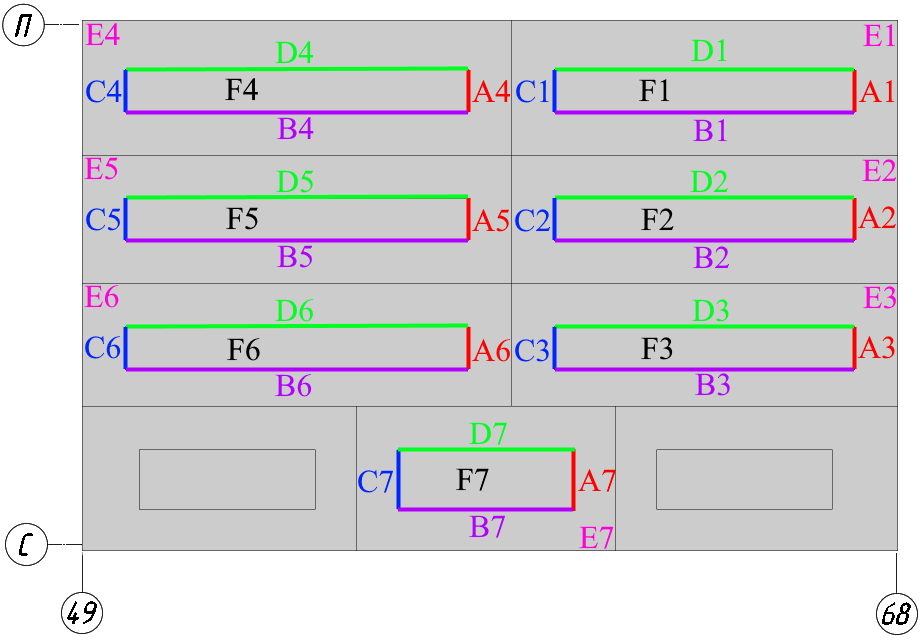 П
E4 D4 D1 E1
C4 F4 A4 C1 F1 A1
B4 B1
E5 D5 D2 E2
C5 F5 A5 C2 F2 A2
B5 B2
E6 D6 D3 E3
C6 F6 A6 C3 F3 A3
B6 B3
D7
C7 F7 A7
B7 E7
С
49 68